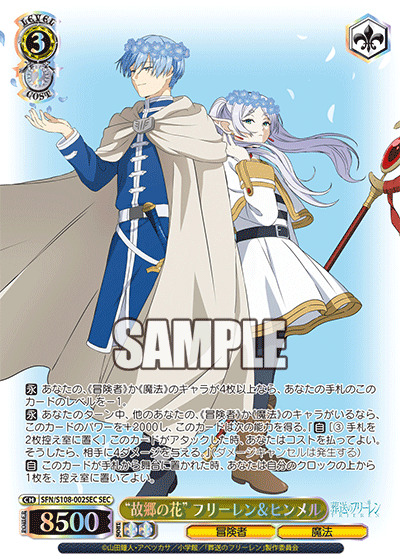 LEVEL
3
COST
2
SAMPLE
永 あなたの、《冒険者》か《魔法》のキャラが4枚以上なら、あなたの手札のこの
カードのレベルを－1。
永 あなたのターン中、他のあなたの、《冒険者》か《魔法》のキャラがいるなら、
このカードのパワーを＋2000し、このカードは次の能力を得る。『自［③ 手札を
2枚控え室に置く］ このカードがアタックした時、あなたはコストを払ってよい。
そうしたら、相手に4ダメージを与える。』（ダメージキャンセルは発生する）
自 このカードが手札から舞台に置かれた時、あなたは自分のクロックの上から
1枚を、控え室に置く。
CH SFN/S108-002SEC SEC
“故郷の花” フリーレン&ヒンメル
葬送のフリーレン
POWER
8500
SOUL
冒険者
魔法
©山田鐘人・アベツカサ／小学館／「葬送のフリーレン」製作委員会